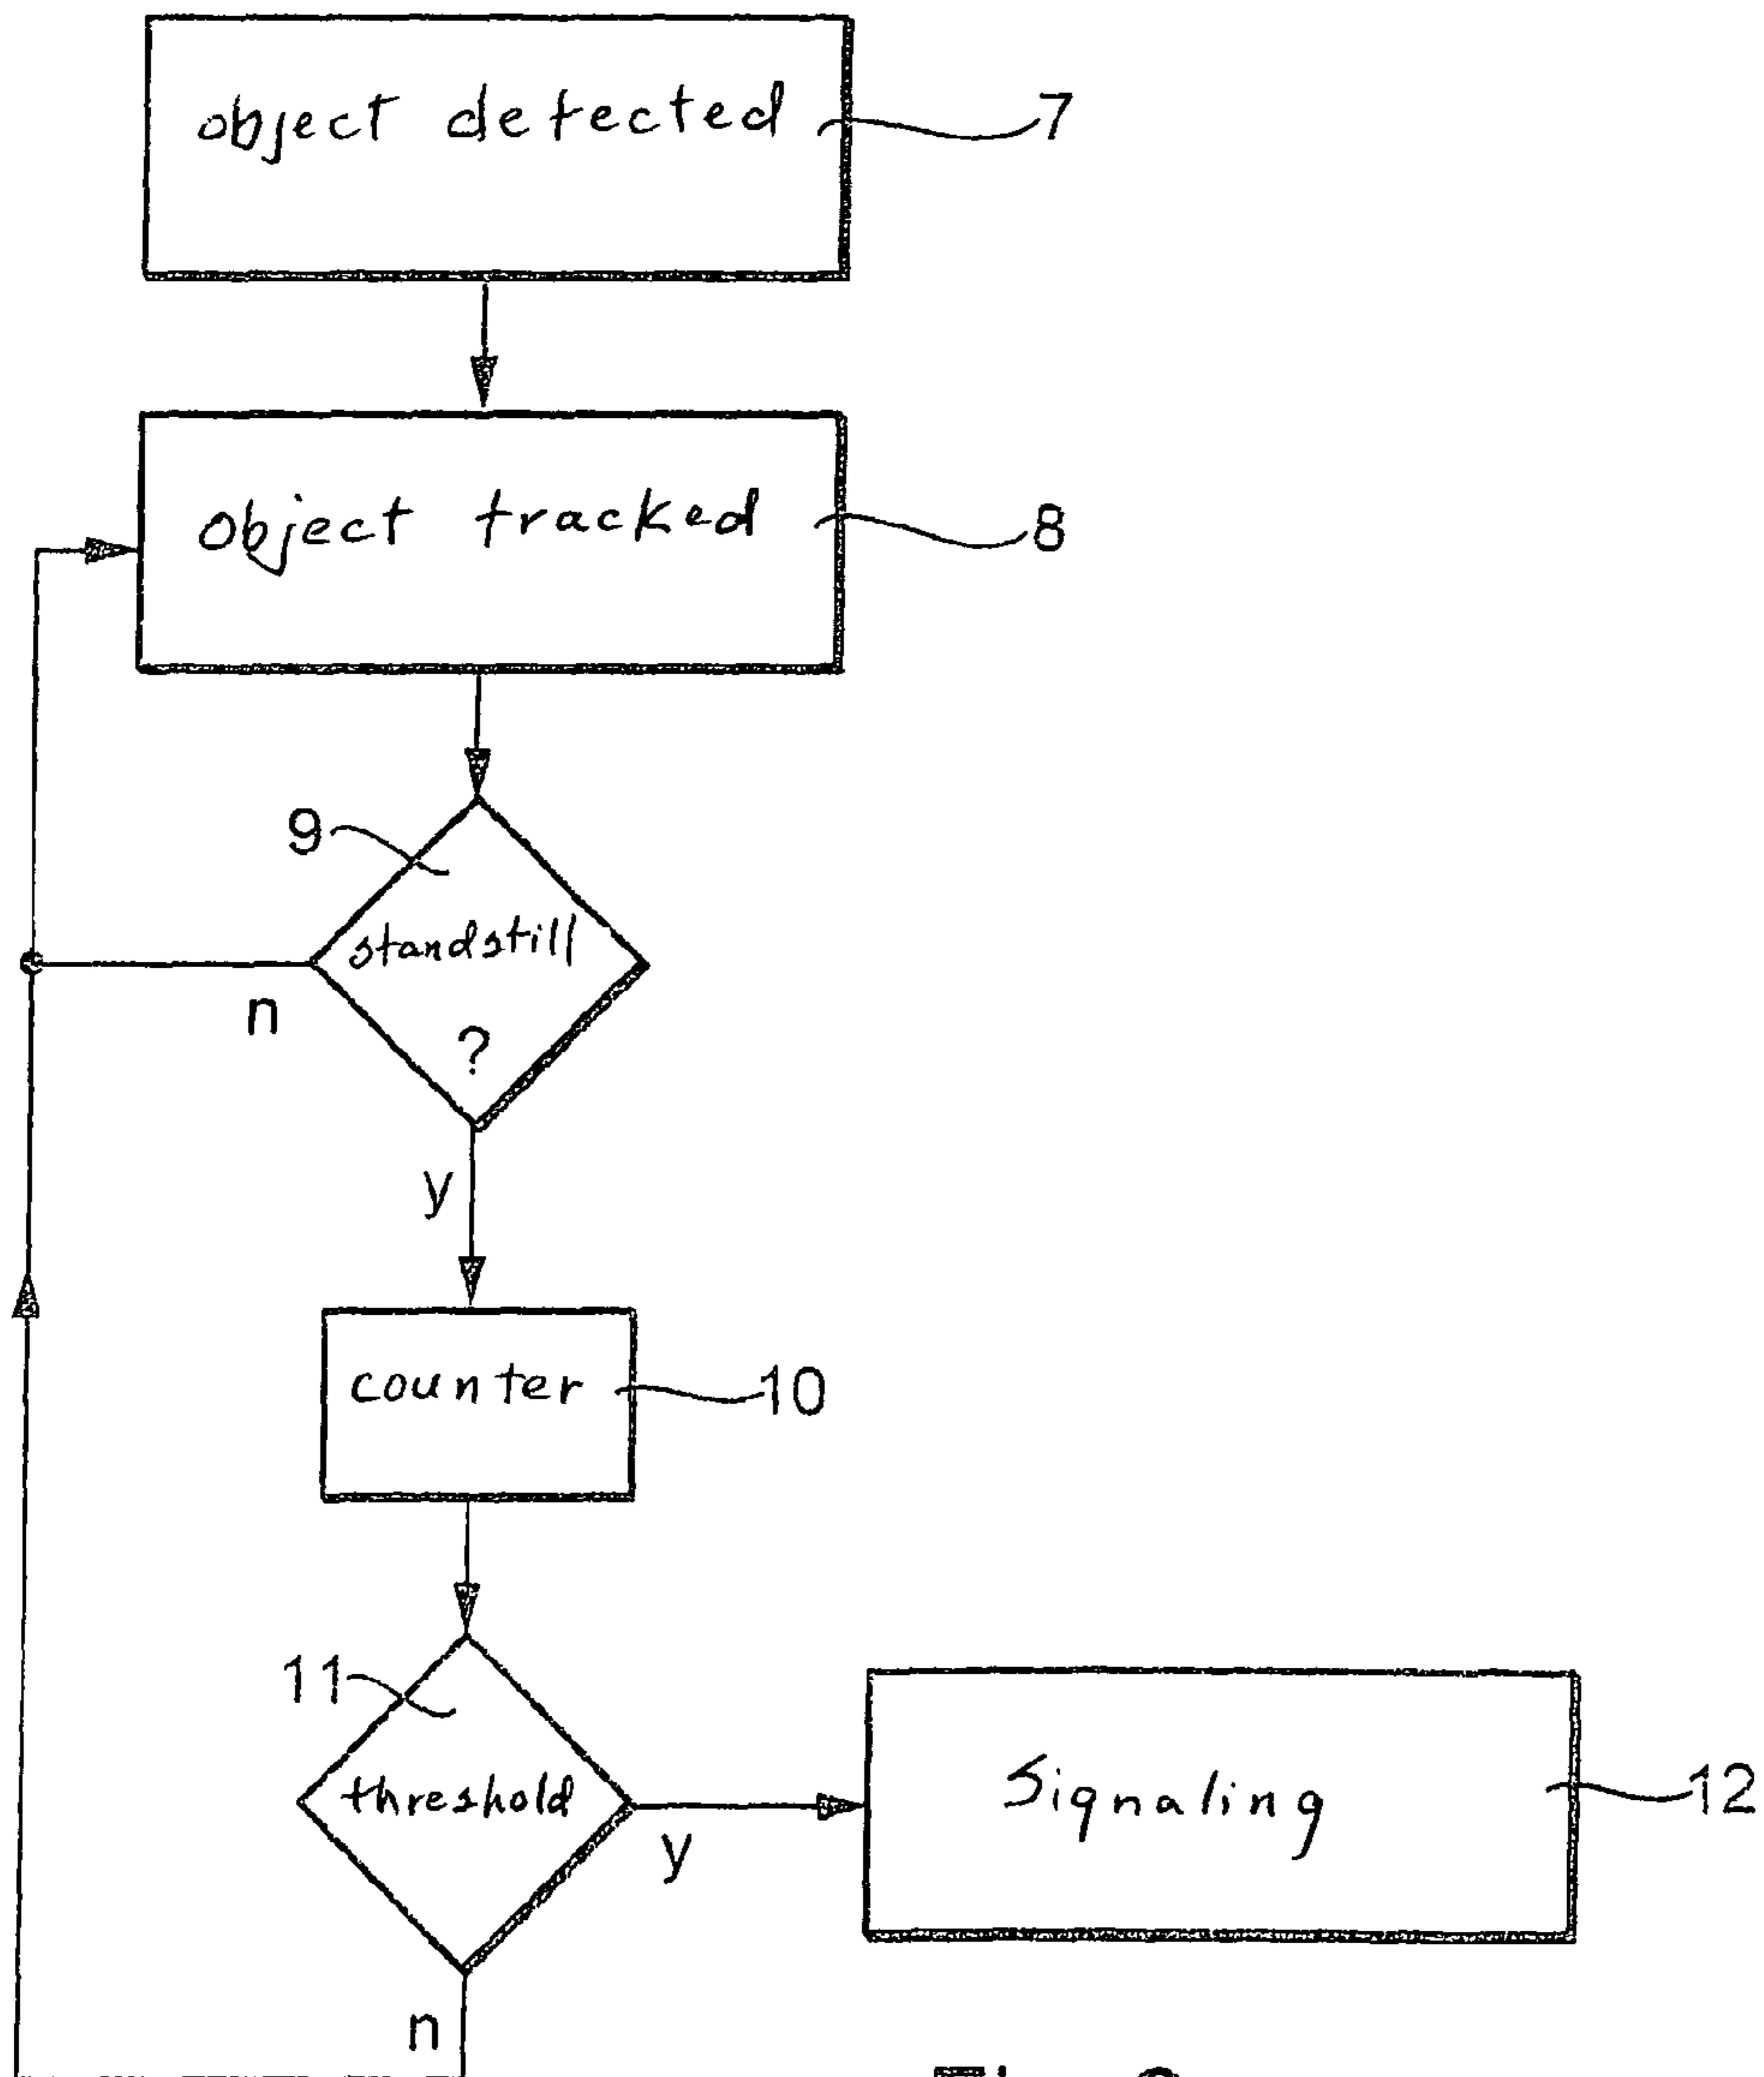 object detected
7
object tracked
8
9
standstill
?
n
y
counter
10
11
threshold
y
Signaling
12
n